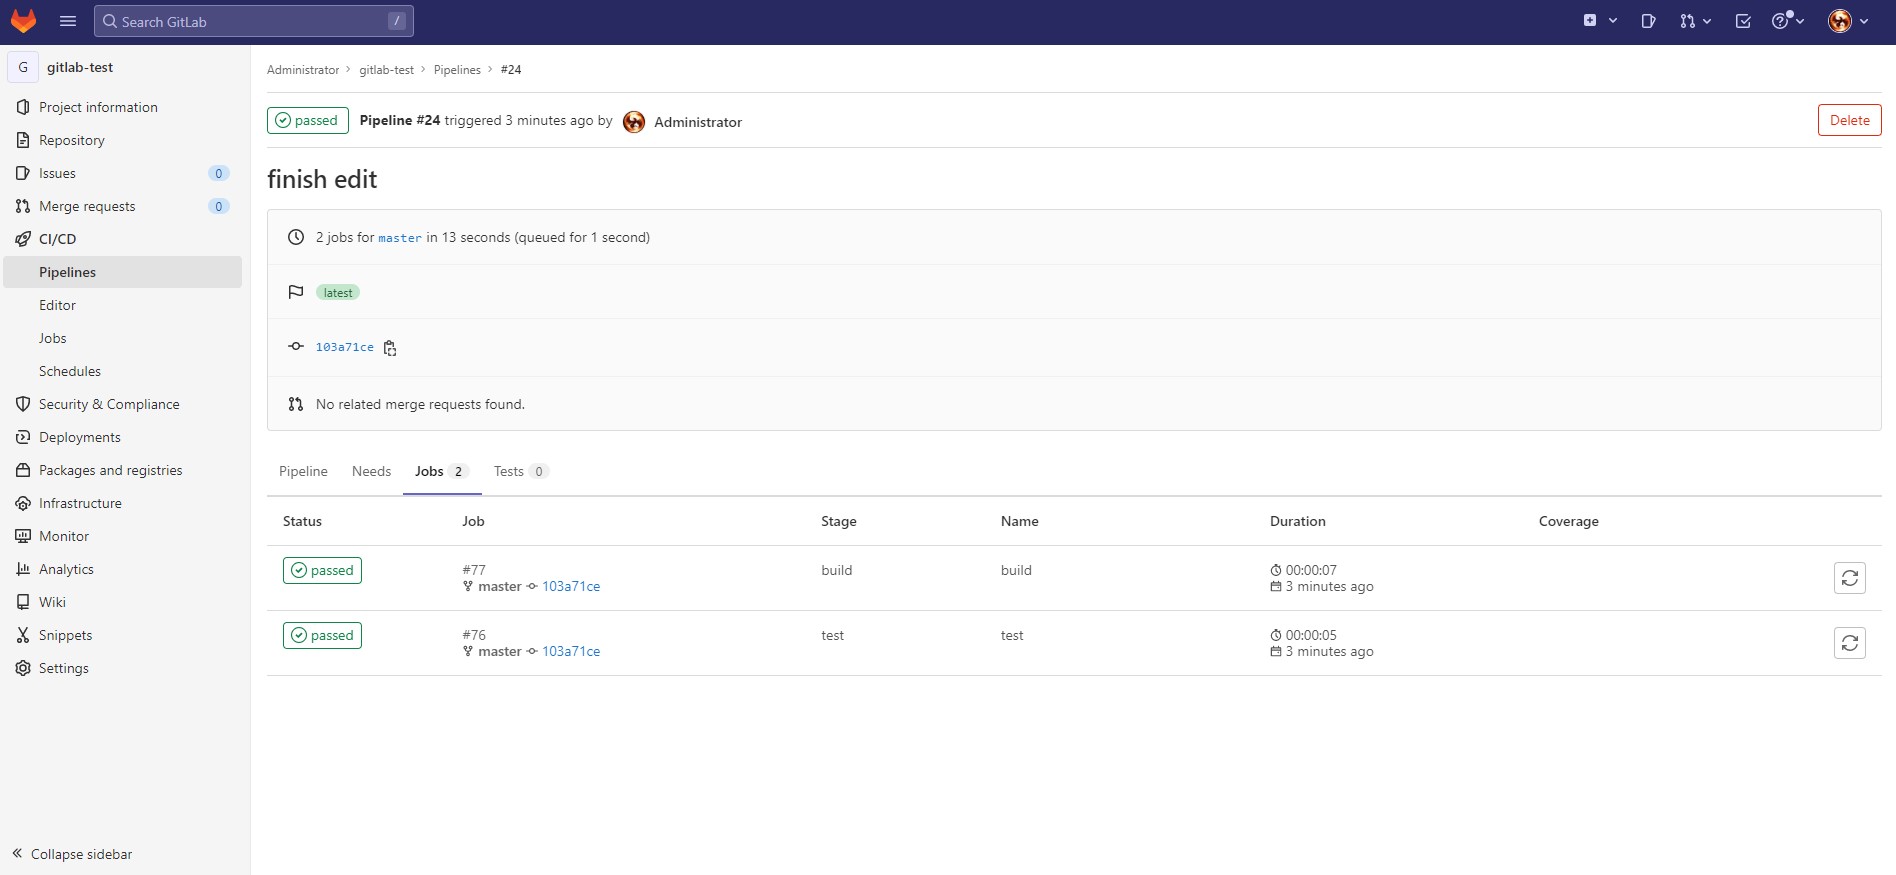 Search GitLab /
G gitlab-test
Project information
Repository
Issues 0
Merge requests 0
CI/CD
Pipelines
Editor
Jobs
Schedules
Security & Compliance
Deployments
Packages and registries
Infrastructure
Monitor
Analytics
Wiki
Snippets
Settings
Collapse sidebar
Administrator › gitlab-test › Pipelines › #24
passed Pipeline #24 triggered 3 minutes ago by Administrator Delete
finish edit
2 jobs for master in 13 seconds (queued for 1 second)
latest
103a71ce
No related merge requests found.
Pipeline Needs Jobs 2 Tests 0
Status Job Stage Name Duration Coverage
passed #77 build build 00:00:07
master 103a71ce 3 minutes ago
passed #76 test test 00:00:05
master 103a71ce 3 minutes ago